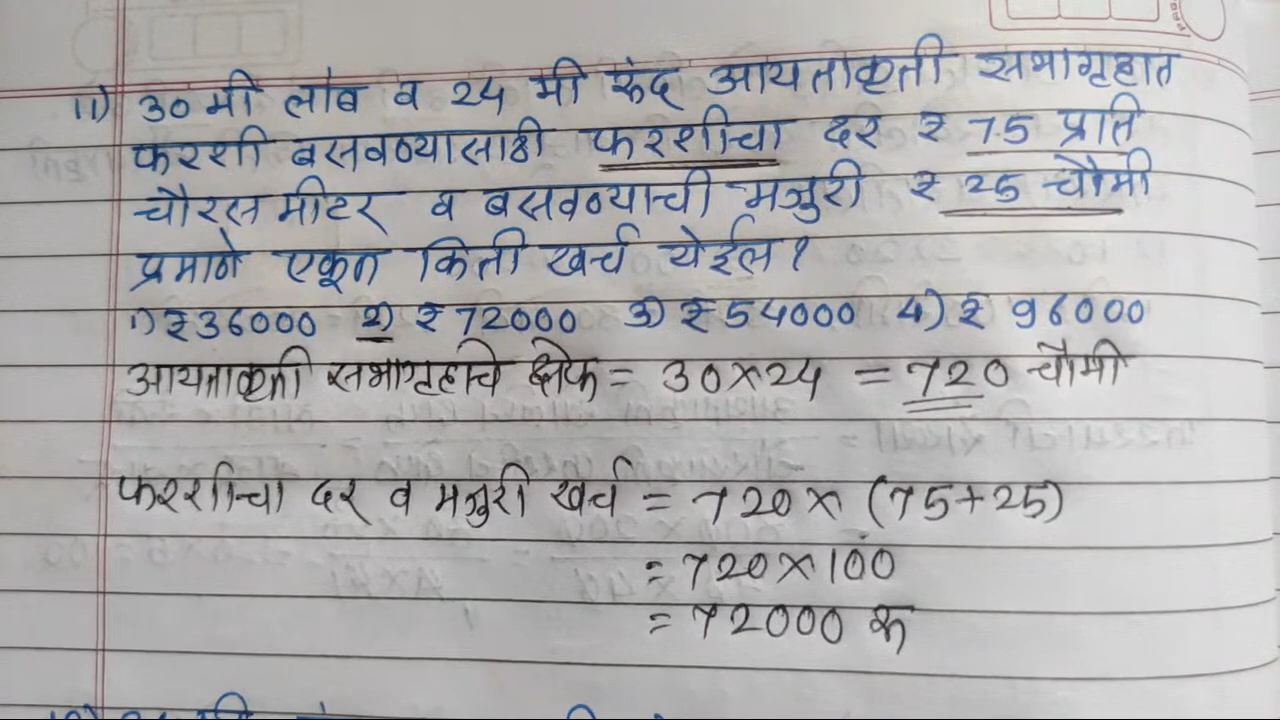 11) 30 मी लांब व 24 मी रुंद आयताकृती सभागृहात
फरशी बसवण्यासाठी फरशीचा दर ₹ 75 प्रति
चौरस मीटर व बसवण्याची मजुरी ₹ 25 चौमी
प्रमाणे एकूण किती खर्च येईल?
1) ₹ 36000 2) ₹ 72000 3) ₹ 54000 4) ₹ 96000
आयताकृती सभागृहाचे क्षेफ = 30×24 = 720 चौमी
फरशीचा दर व मजुरी खर्च = 720 × (75+25)
= 720×100
= 72000 रु